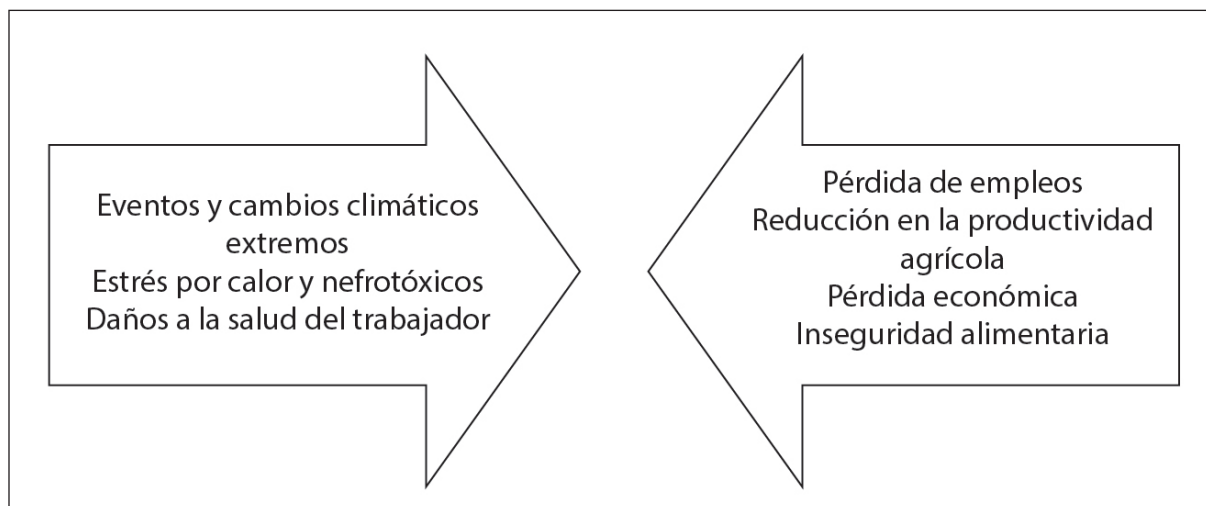 Eventos y cambios climáticos
extremos
Estrés por calor y nefrotóxicos
Daños a la salud del trabajador
Pérdida de empleos
Reducción en la productividad
agrícola
Pérdida económica
Inseguridad alimentaria